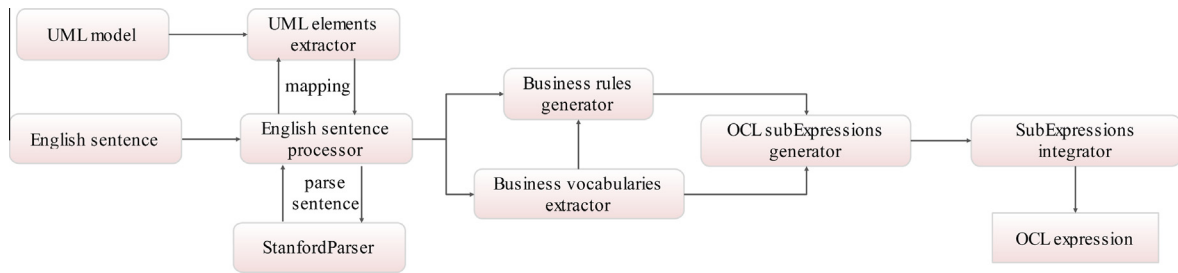 UML model
UML elements
extractor
mapping
English sentence
English sentence
processor
parse
sentence
StanfordParser
Business rules
generator
Business vocabularies
extractor
OCL subExpressions
generator
SubExpressions
integrator
OCL expression